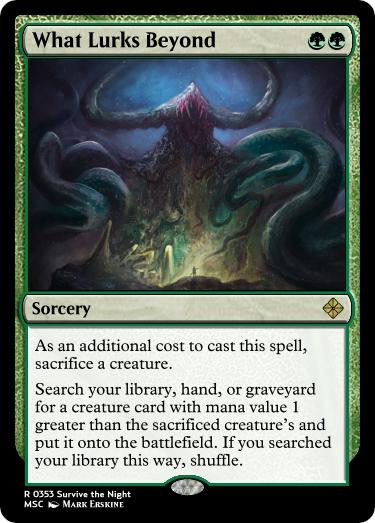 What Lurks Beyond
Sorcery
As an additional cost to cast this spell,
sacrifice a creature.
Search your library, hand, or graveyard
for a creature card with mana value 1
greater than the sacrificed creature's and
put it onto the battlefield. If you searched
your library this way, shuffle.
R 0353 Survive the Night
MSC Mark Erskine